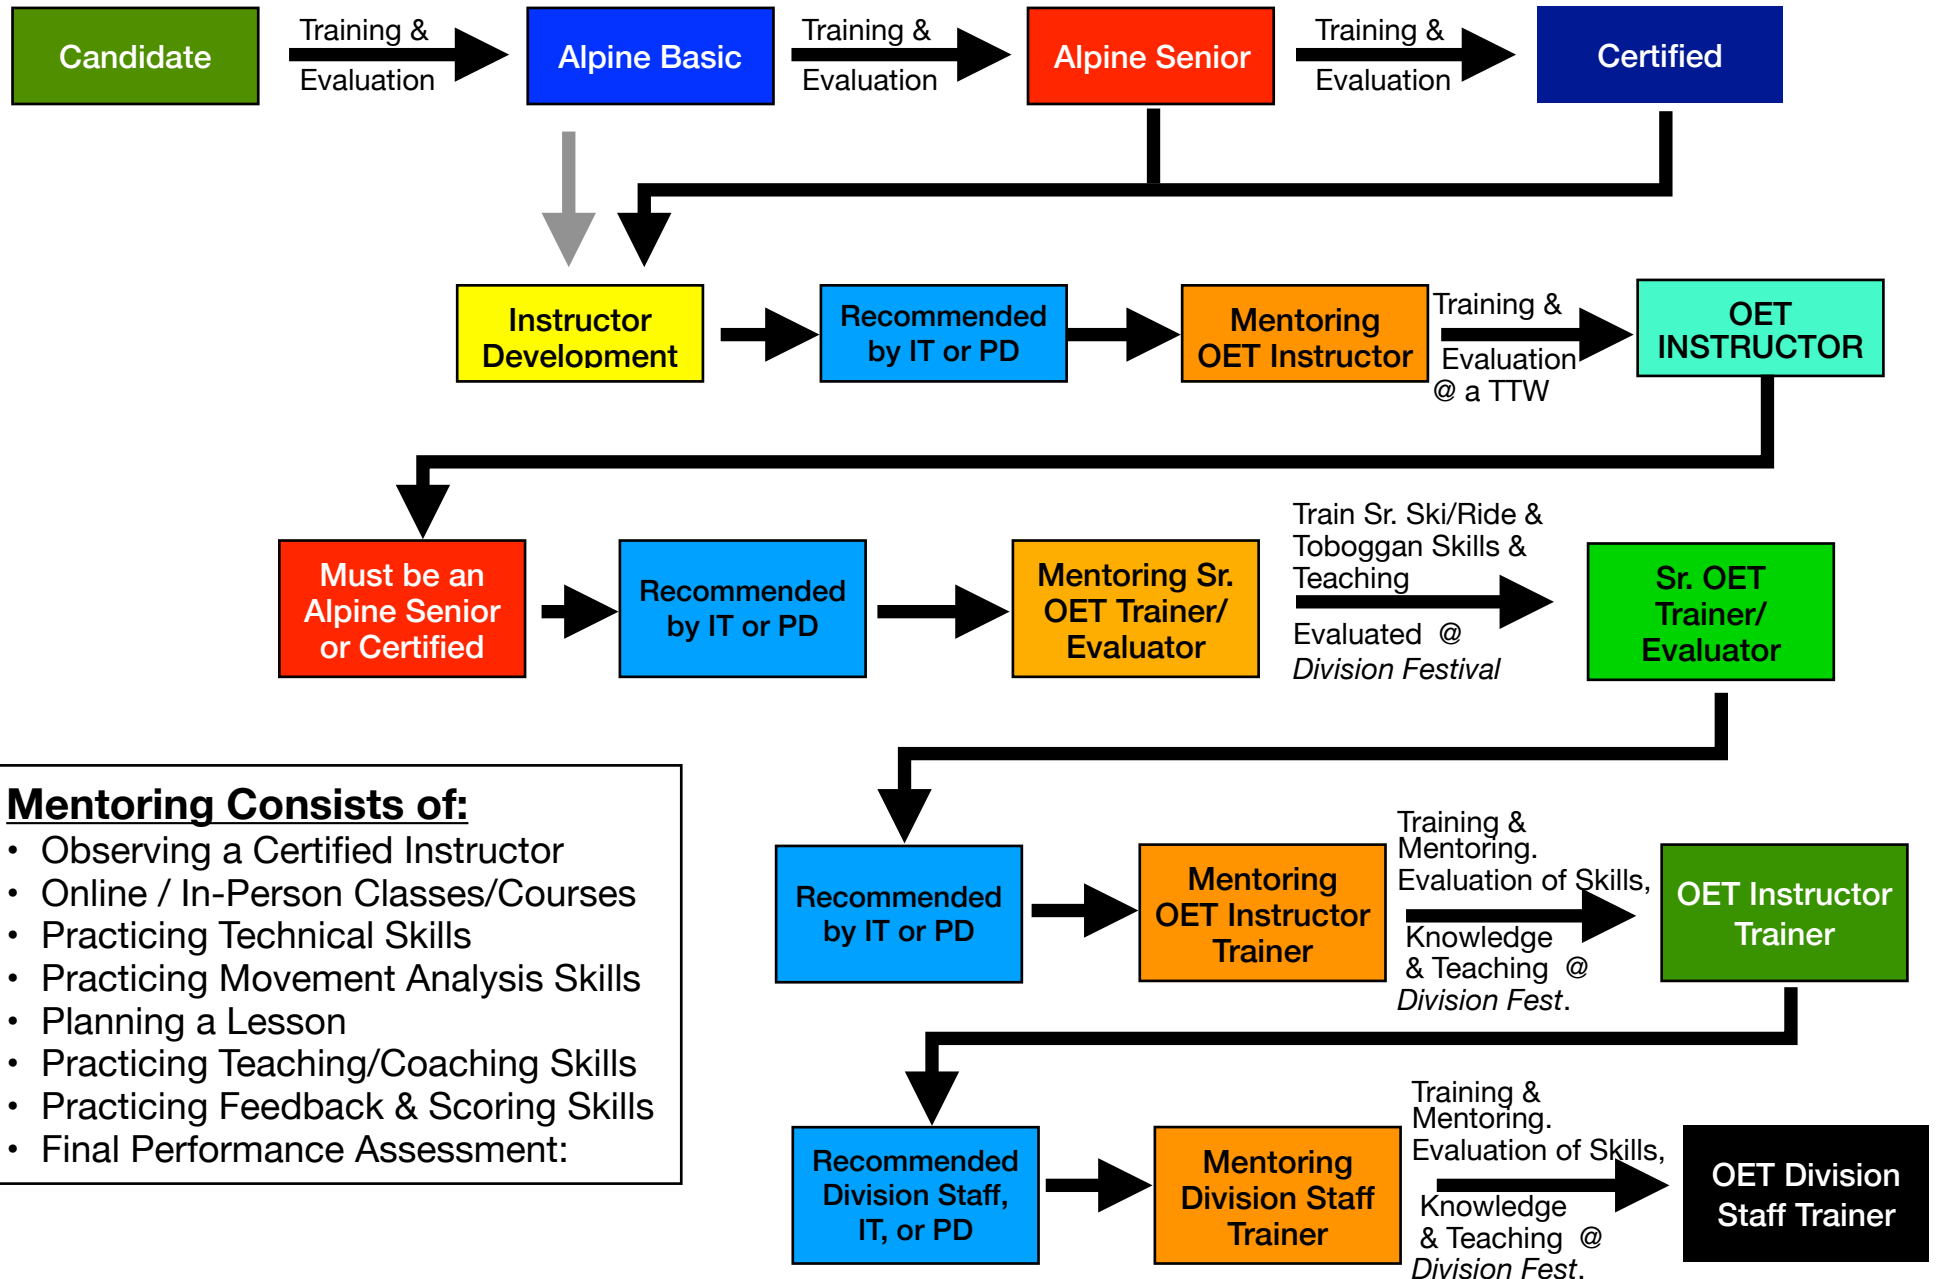 Candidate
Training &
Evaluation
Alpine Basic
Training &
Evaluation
Alpine Senior
Training &
Evaluation
Certified
Instructor
Development
Recommended
by IT or PD
Mentoring
OET Instructor
Training &
Evaluation
@ a TTW
OET
INSTRUCTOR
Must be an
Alpine Senior
or Certified
Recommended
by IT or PD
Mentoring Sr.
OET Trainer/
Evaluator
Train Sr. Ski/Ride &
Toboggan Skills &
Teaching
Evaluated @
Division Festival
Sr. OET
Trainer/
Evaluator
Mentoring Consists of:
• Observing a Certified Instructor
• Online / In-Person Classes/Courses
• Practicing Technical Skills
• Practicing Movement Analysis Skills
• Planning a Lesson
• Practicing Teaching/Coaching Skills
• Practicing Feedback & Scoring Skills
• Final Performance Assessment:
Recommended
by IT or PD
Mentoring
OET Instructor
Trainer
Training &
Mentoring.
Evaluation of Skills,
Knowledge
& Teaching @
Division Fest.
OET Instructor
Trainer
Recommended
Division Staff,
IT, or PD
Mentoring
Division Staff
Trainer
Training &
Mentoring.
Evaluation of Skills,
Knowledge
& Teaching @
Division Fest.
OET Division
Staff Trainer